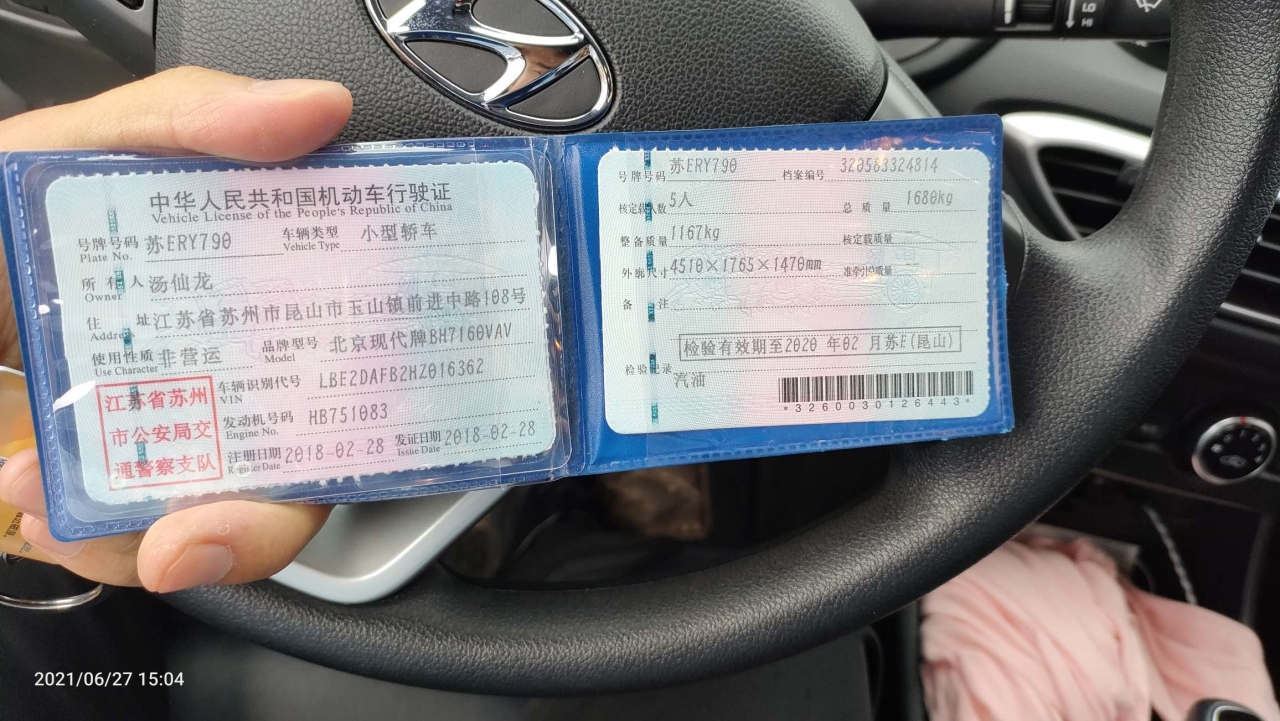 中华人民共和国机动车行驶证
Vehicle License of the People's Republic of China
号牌号码 苏ERY790 车辆类型 小型轿车
Plate No. Vehicle Type
所有人 汤仙龙
Owner
住址 江苏省苏州市昆山市玉山镇前进中路108号
Address
使用性质 非营运 品牌型号 北京现代牌BH7160VAV
Use Character Model
江苏省苏州
市公安局交
通警察支队
车辆识别代号 LBE2DAFB2HZ016362
VIN
发动机号码 HB751083
Engine No.
注册日期 2018-02-28 发证日期 2018-02-28
Register Date Issue Date
号牌号码 苏ERY790 档案编号 320583324814
核定载人数 5人 总质量 1680kg
整备质量 1167kg 核定载质量 --
外廓尺寸 4510×1765×1470mm 准牵引总质量 --
备注
检验有效期至2020年02月苏E(昆山)
检验记录
汽油
*3260030126443*
2021/06/27 15:04